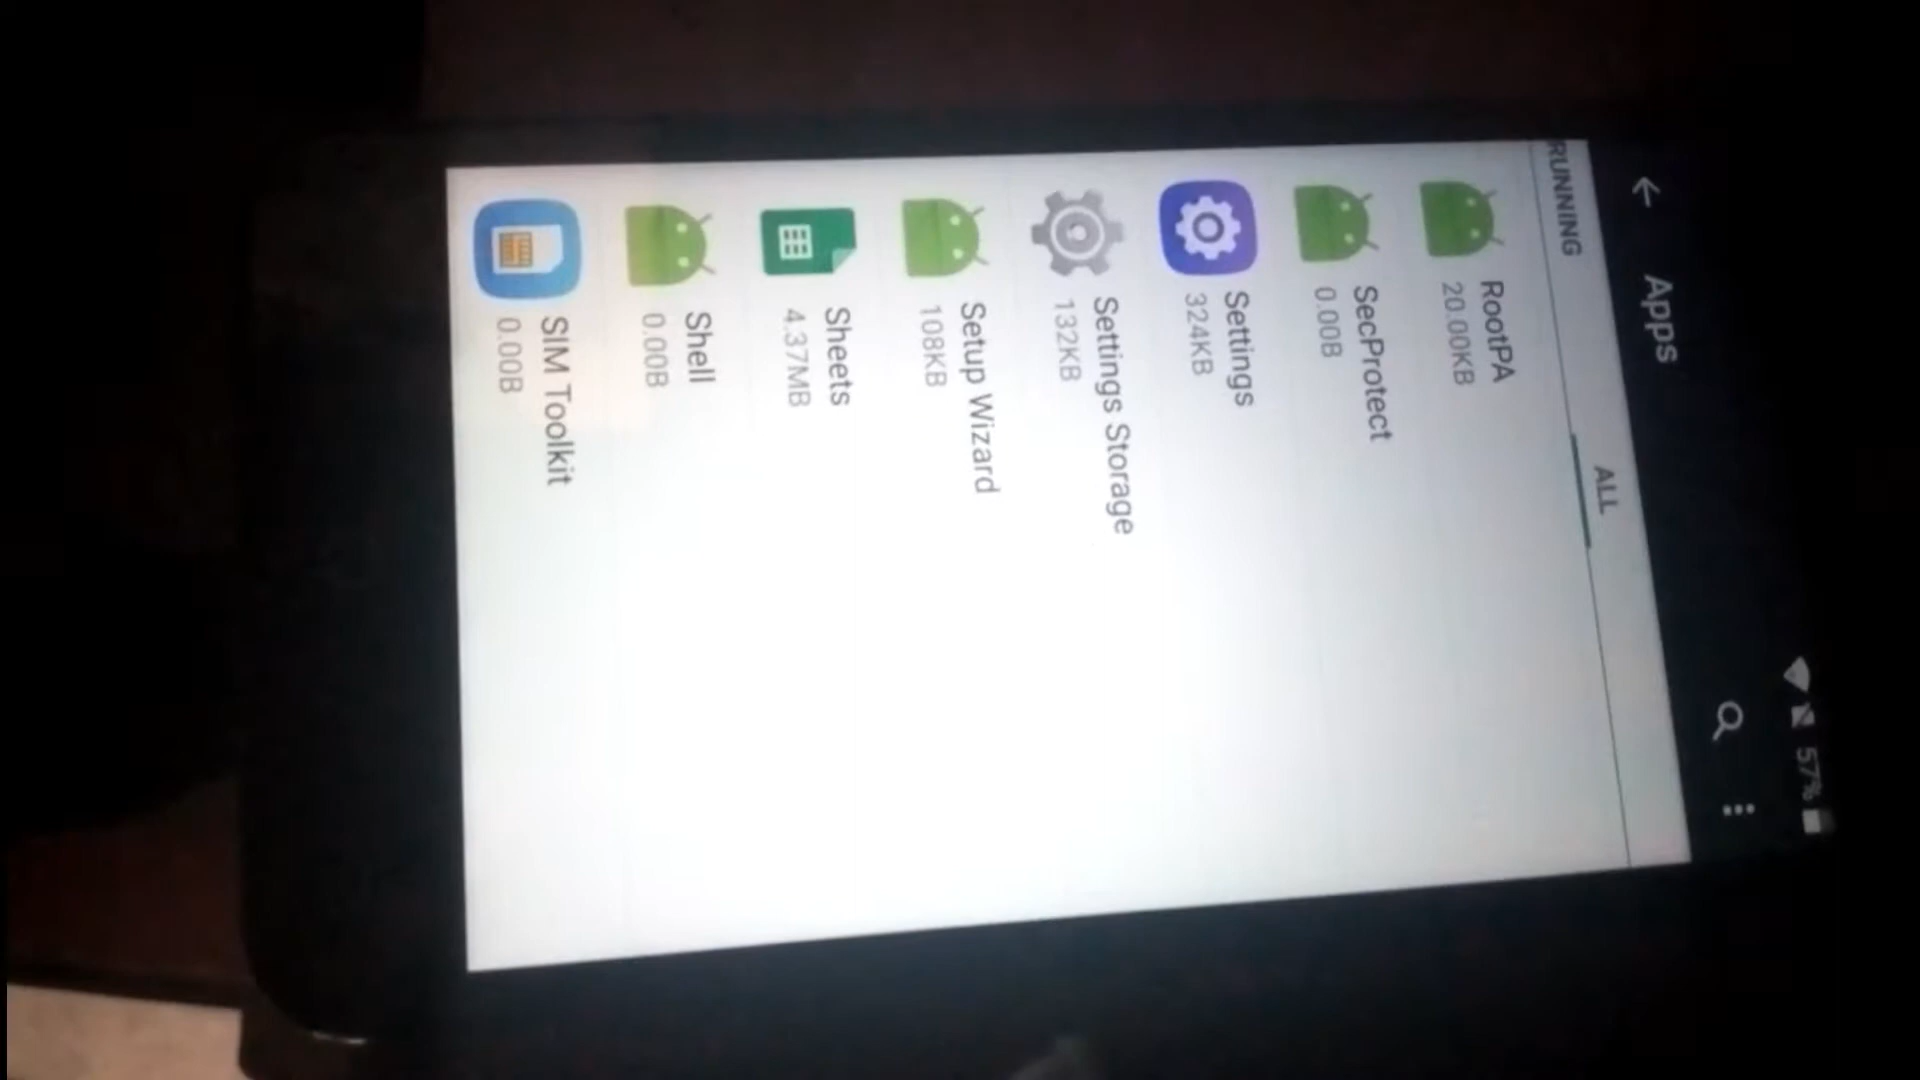 57%
Apps
RUNNING
ALL
RootPA
20.00KB
SecProtect
0.00B
Settings
324KB
Settings Storage
132KB
Setup Wizard
108KB
Sheets
4.37MB
Shell
0.00B
SIM Toolkit
0.00B